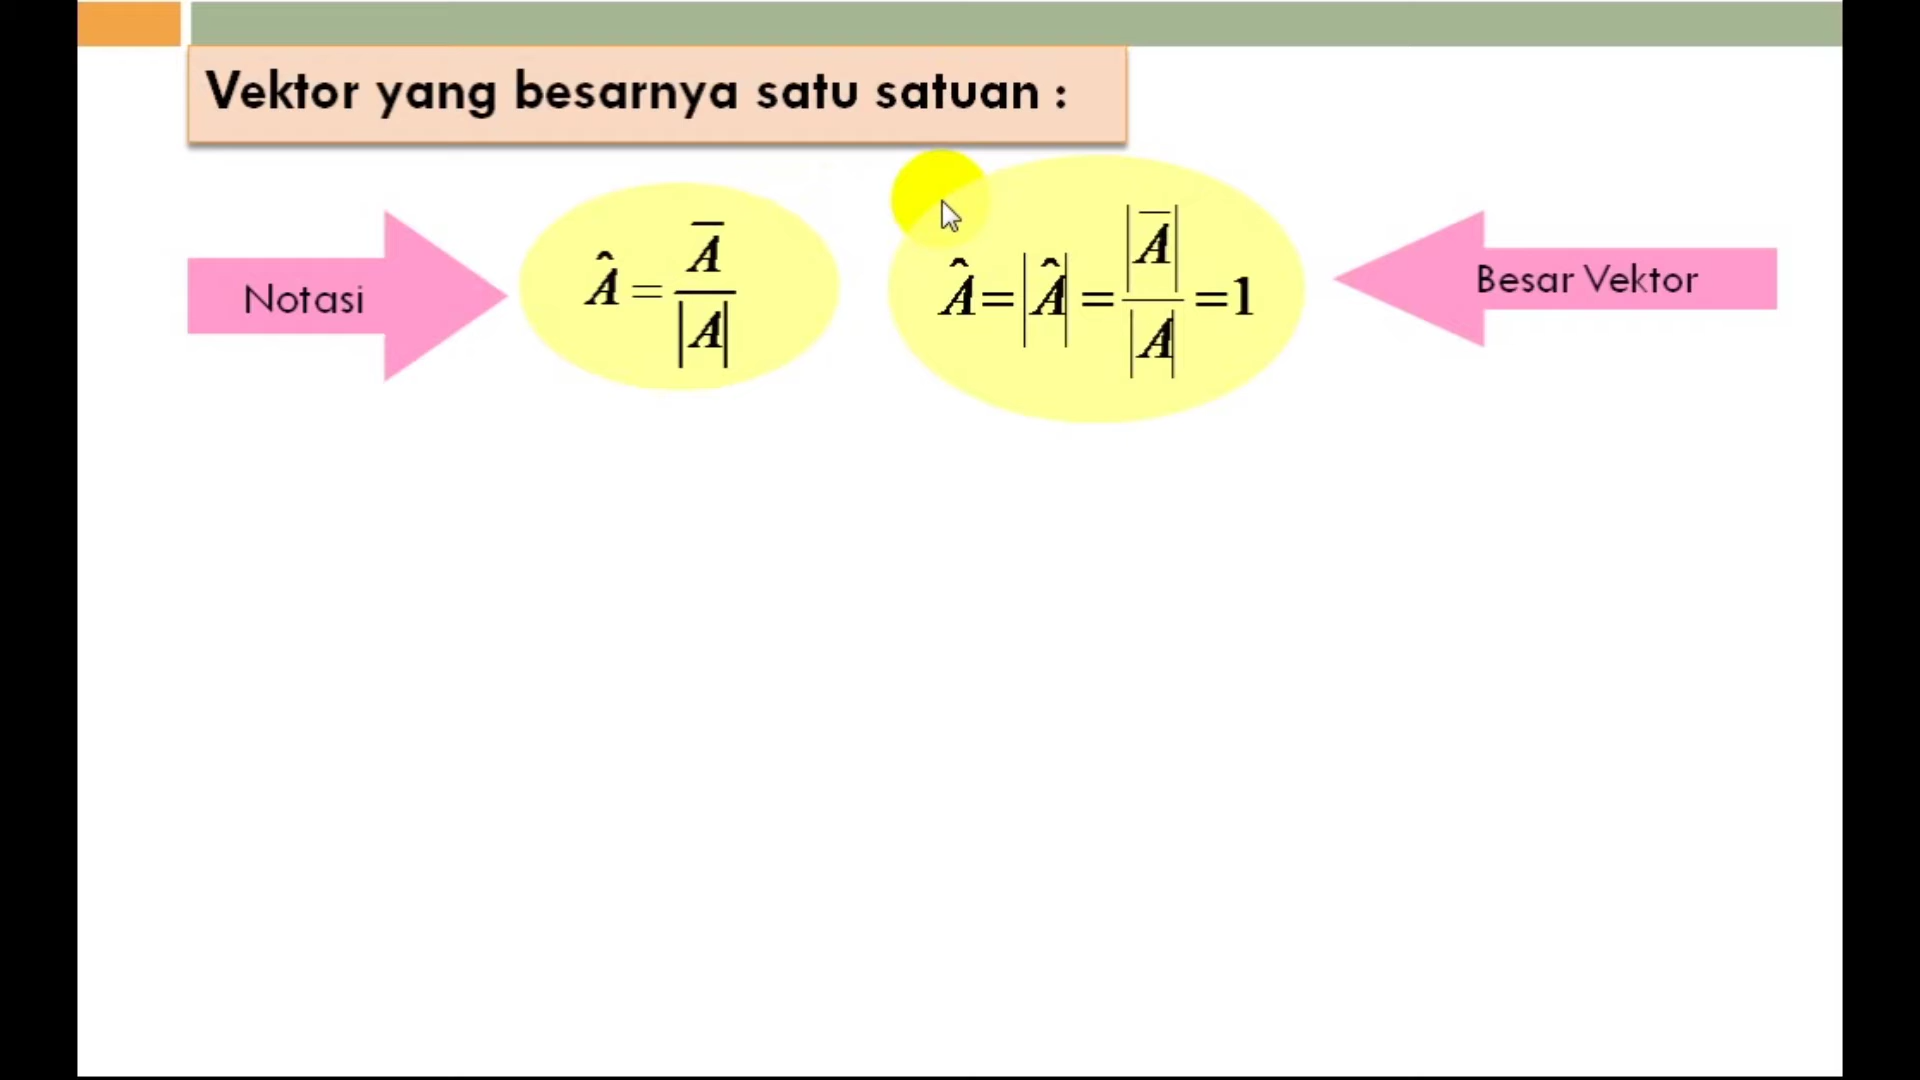 Vektor yang besarnya satu satuan :
Notasi
Â = A̅ / |A|
Â = |Â| = |A̅| / |A| = 1
Besar Vektor